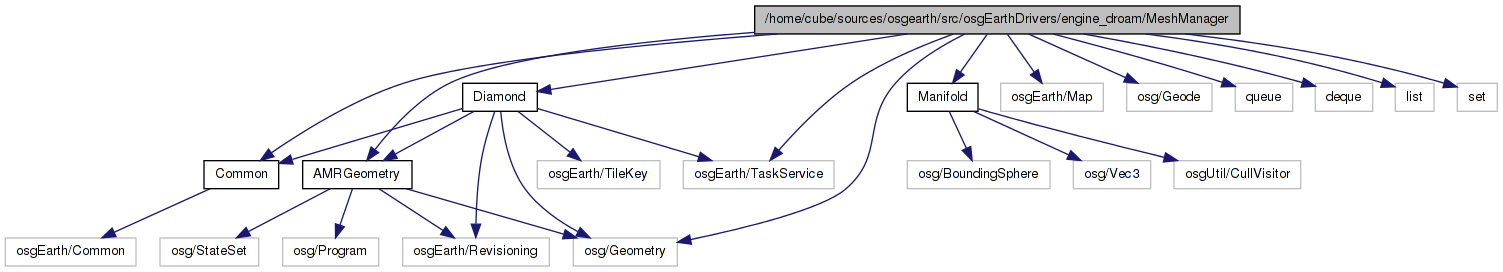 /home/cube/sources/osgearth/src/osgEarthDrivers/engine_droam/MeshManager
Diamond
Manifold
osgEarth/Map
osg/Geode
queue
deque
list
set
Common
AMRGeometry
osgEarth/TileKey
osgEarth/TaskService
osg/BoundingSphere
osg/Vec3
osgUtil/CullVisitor
osgEarth/Common
osg/StateSet
osg/Program
osgEarth/Revisioning
osg/Geometry